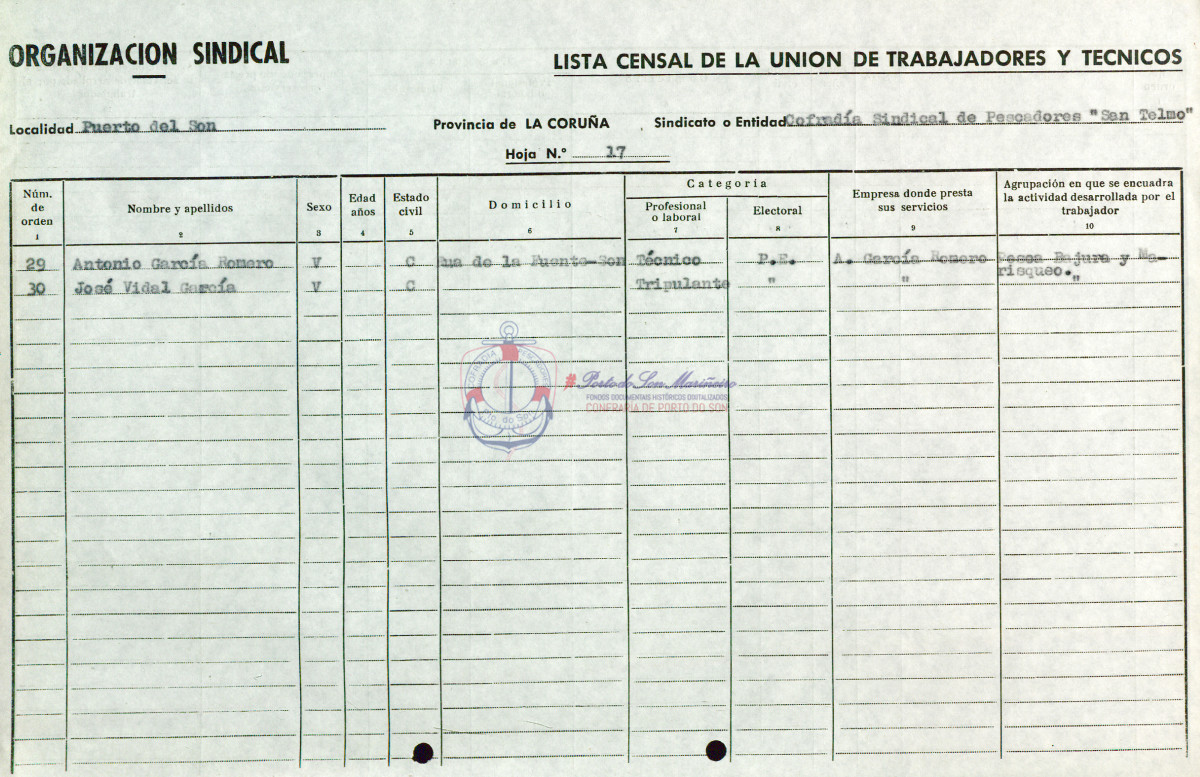 ORGANIZACION SINDICAL
LISTA CENSAL DE LA UNION DE TRABAJADORES Y TECNICOS
Localidad Puerto del Son Provincia de LA CORUÑA Sindicato o Entidad Cofradía Sindical de Pescadores "San Telmo"
Hoja N.º 17
Núm. de orden Nombre y apellidos Sexo Edad años Estado civil Domicilio Categoría Profesional o laboral Electoral Empresa donde presta sus servicios Agrupación en que se encuadra la actividad desarrollada por el trabajador
1 2 3 4 5 6 7 8 9 10
29 Antonio García Romero V C Rua de la Fuente-Son Técnico P.E. A. García Romero Pesca Bajura y Ma-
30 José Vidal García V C Tripulante " " risqueo. "
Porto do Son Mariñeiro
FONDOS DOCUMENTAIS HISTÓRICOS DIXITALIZADOS
CONFRARÍA DE PORTO DO SON